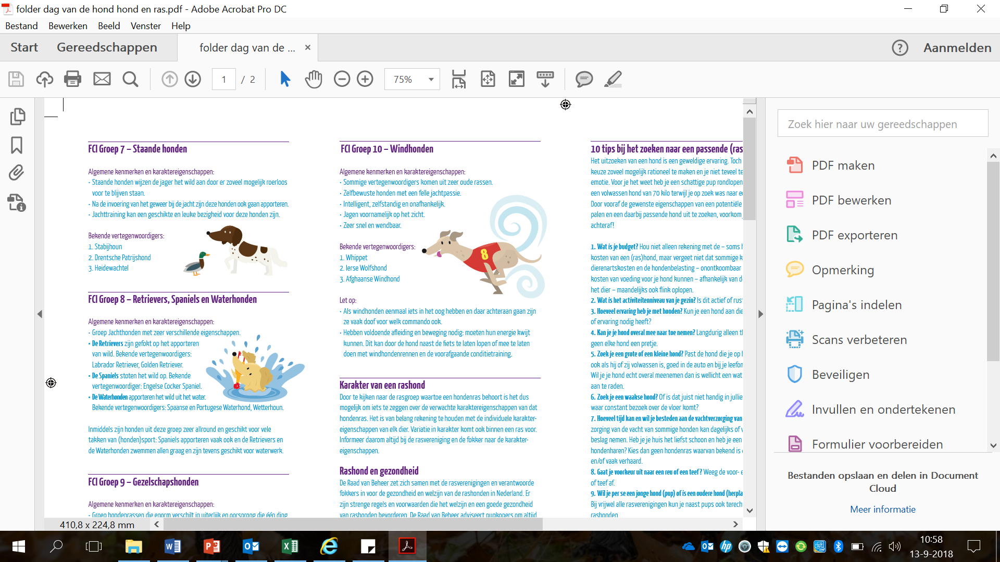 folder dag van de hond hond en ras.pdf - Adobe Acrobat Pro DC
Bestand Bewerken Beeld Venster Help
Start Gereedschappen folder dag van de ... × ? Aanmelden
1 / 2 75%
FCI Groep 7 – Staande honden
Algemene kenmerken en karaktereigenschappen:
• Staande honden wijzen de jager het wild aan door er zoveel mogelijk roerloos
voor te blijven staan.
• Na de invoering van het geweer bij de jacht zijn deze honden ook gaan apporteren.
• Jachttraining kan een geschikte en leuke bezigheid voor deze honden zijn.
Bekende vertegenwoordigers:
1. Stabijhoun
2. Drentsche Patrijshond
3. Heidewachtel
FCI Groep 8 – Retrievers, Spaniels en Waterhonden
Algemene kenmerken en karaktereigenschappen:
• Groep Jachthonden met zeer verschillende eigenschappen.
• De Retrievers zijn gefokt op het apporteren
van wild. Bekende vertegenwoordigers:
Labrador Retriever, Golden Retriever.
• De Spaniels stoten het wild op. Bekende
vertegenwoordiger: Engelse Cocker Spaniel.
• De Waterhonden apporteren het wild uit het water.
Bekende vertegenwoordigers: Spaanse en Portugese Waterhond, Wetterhoun.
Inmiddels zijn honden uit deze groep zeer allround en geschikt voor vele
takken van (honden)sport: Spaniels apporteren vaak ook en de Retrievers en
de Waterhonden zwemmen allen graag en zijn tevens geschikt voor waterwerk.
FCI Groep 9 – Gezelschapshonden
Algemene kenmerken en karaktereigenschappen:
• Groep hondenrassen die enorm verschilt in uiterlijk en oorsprong die één ding
FCI Groep 10 – Windhonden
Algemene kenmerken en karaktereigenschappen:
• Sommige vertegenwoordigers komen uit zeer oude rassen.
• Zelfbewuste honden met een felle jachtpassie.
• Intelligent, zelfstandig en onafhankelijk.
• Jagen voornamelijk op het zicht.
• Zeer snel en wendbaar.
Bekende vertegenwoordigers:
1. Whippet
2. Ierse Wolfshond
3. Afghaanse Windhond
8
Let op:
• Als windhonden eenmaal iets in het oog hebben en daar achteraan gaan zijn
ze vaak doof voor welk commando ook.
• Hebben voldoende afleiding en beweging nodig: moeten hun energie kwijt
kunnen. Dit kan door de hond naast de fiets te laten lopen of mee te laten
doen met windhondenrennen en de voorafgaande conditietraining.
Karakter van een rashond
Door te kijken naar de rasgroep waartoe een hondenras behoort is het dus
mogelijk om iets te zeggen over de verwachte karaktereigenschappen van dat
hondenras. Het is van belang rekening te houden met de individuele karakter-
eigenschappen van elk dier. Variatie in karakter komt ook binnen een ras voor.
Informeer daarom altijd bij de rasvereniging en de fokker naar de karakter-
eigenschappen.
Rashond en gezondheid
De Raad van Beheer zet zich samen met de rasverenigingen en verantwoorde
fokkers in voor de gezondheid en welzijn van de rashonden in Nederland. Er
zijn strenge regels en voorwaarden die het welzijn en een goede gezondheid
van rashonden bevorderen. De Raad van Beheer adviseert pupkopers om altijd
10 tips bij het zoeken naar een passende (ras
Het uitzoeken van een hond is een geweldige ervaring. Toch
keuze zoveel mogelijk rationeel te maken en je niet teveel te
emotie. Voor je het weet heb je een schattige pup rondlopen
een volwassen hond van 70 kilo terwijl je op zoek was naar e
Door vooraf de gewenste eigenschappen van een potentiële
palen en een daarbij passende hond uit te zoeken, voorkom
achteraf!
1. Wat is je budget? Hou niet alleen rekening met de – soms h
kosten van een (ras)hond, maar vergeet niet dat sommige k
dierenartskosten en de hondenbelasting – onontkoombaar
kosten van voeding voor je hond kunnen – afhankelijk van d
het dier – maandelijks ook flink oplopen.
2. Wat is het activiteitenniveau van je gezin? Is dit actief of rus
3. Hoeveel ervaring heb je met honden? Kun je een hond aan die
of ervaring nodig heeft?
4. Kan je je hond overal mee naar toe nemen? Langdurig alleen t
geen elke hond een pretje.
5. Zoek je een grote of een kleine hond? Past de hond die je op
ook als hij of zij volwassen is, goed in de auto en bij je leefom
Wil je je hond echt overal meenemen dan is wellicht een wat
aan te raden.
6. Zoek je een waakse hond? Of is dat juist niet handig in jullie
waar constant bezoek over de vloer komt?
7. Hoeveel tijd kan en wil je besteden aan de vachtverzorging van
zorging van de vacht van sommige honden kan dagelijks of
beslag nemen. Heb je je huis het liefst schoon en heb je een
hondenharen? Kies dan geen hondenras waarvan bekend is
en/of vaak verhaard.
8. Gaat je voorkeur uit naar een reu of een teef? Weeg de voor- e
of teef af.
9. Wil je per se een jonge hond (pup) of is een oudere hond (herpla
Bij vrijwel alle rasverenigingen kun je naast pups ook terech
rashonden
410,8 x 224,8 mm
Zoek hier naar uw gereedschappen
PDF maken
PDF bewerken
PDF exporteren
Opmerking
Pagina's indelen
Scans verbeteren
Beveiligen
Invullen en ondertekenen
Formulier voorbereiden
Bestanden opslaan en delen in Document
Cloud
Meer informatie
10:58
13-9-2018